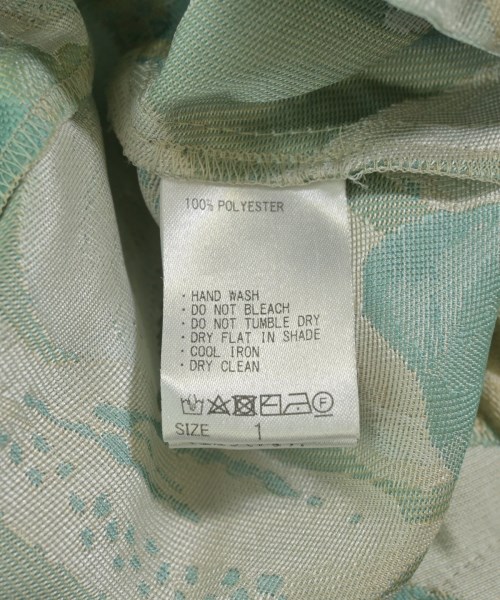 100% POLYESTER
・HAND WASH
・DO NOT BLEACH
・DO NOT TUMBLE DRY
・DRY FLAT IN SHADE
・COOL IRON
・DRY CLEAN
F
SIZE 1